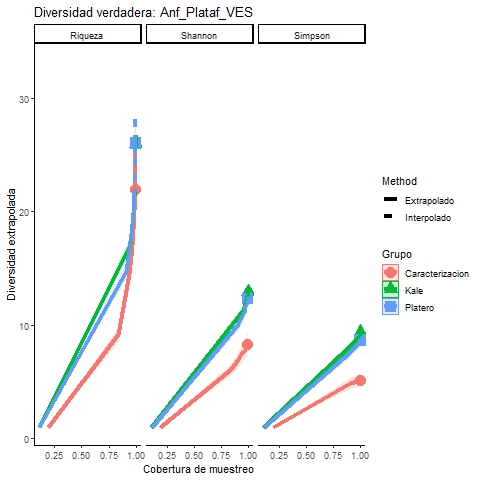 Diversidad verdadera: Anf_Plataf_VES
Riqueza
Shannon
Simpson
Diversidad extrapolada
30
20
10
0
0.25 0.50 0.75 1.00
0.25 0.50 0.75 1.00
0.25 0.50 0.75 1.00
Cobertura de muestreo
Method
Extrapolado
Interpolado
Grupo
Caracterizacion
Kale
Platero